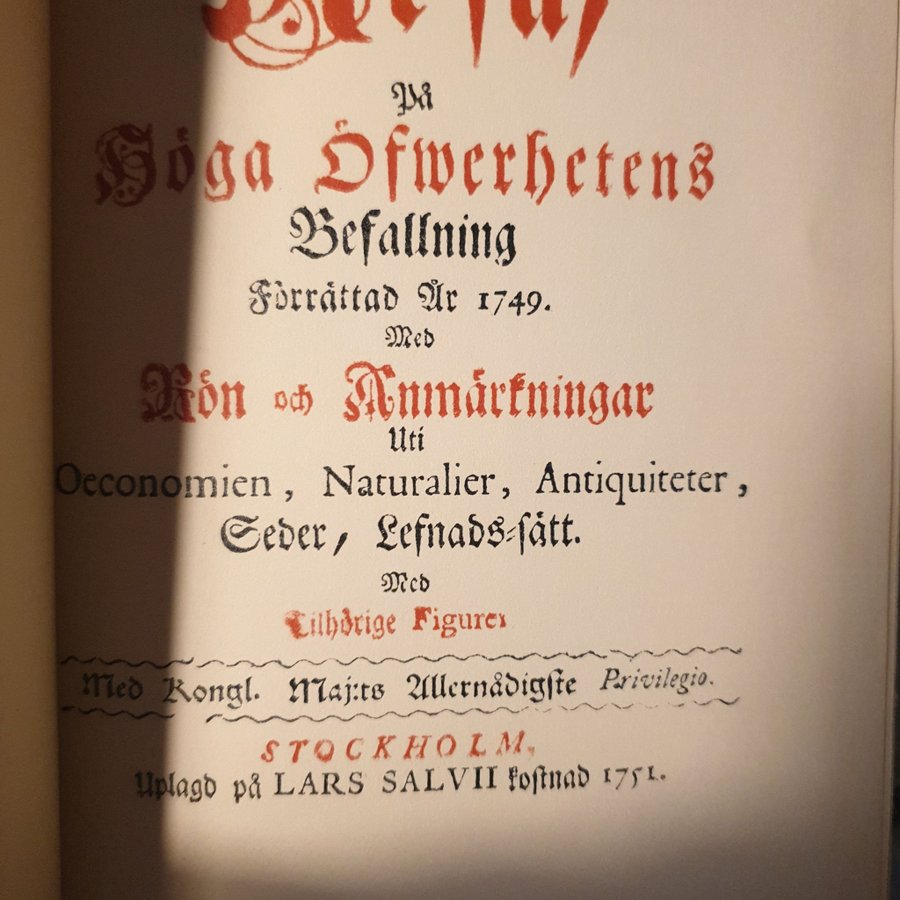 På
Höga Öfwerhetens
Befallning
Förrättad År 1749.
Med
Rön och Anmärkningar
Uti
Oeconomien, Naturalier, Antiquiteter,
Seder, Lefnads-sätt.
Med
Tilhörige Figurer
Med Kongl. Maj:ts Allernådigste Privilegio.
STOCKHOLM,
Uplagd på LARS SALVII kostnad 1751.